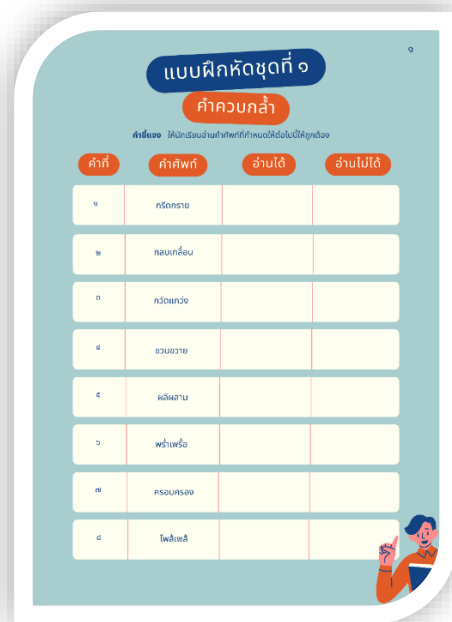 ๑
แบบฝึกหัดชุดที่ ๑
คำควบกล้ำ
คำชี้แจง ให้นักเรียนอ่านคำศัพท์ที่กำหนดให้ต่อไปนี้ให้ถูกต้อง
คำที่ คำศัพท์ อ่านได้ อ่านไม่ได้
๑ กรีดกราย
๒ กลบเกลื่อน
๓ กวัดแกว่ง
๔ ขวนขวาย
๕ ผลีผลาม
๖ พร่ำเพรื่อ
๗ ครอบครอง
๘ โพล้เพล้